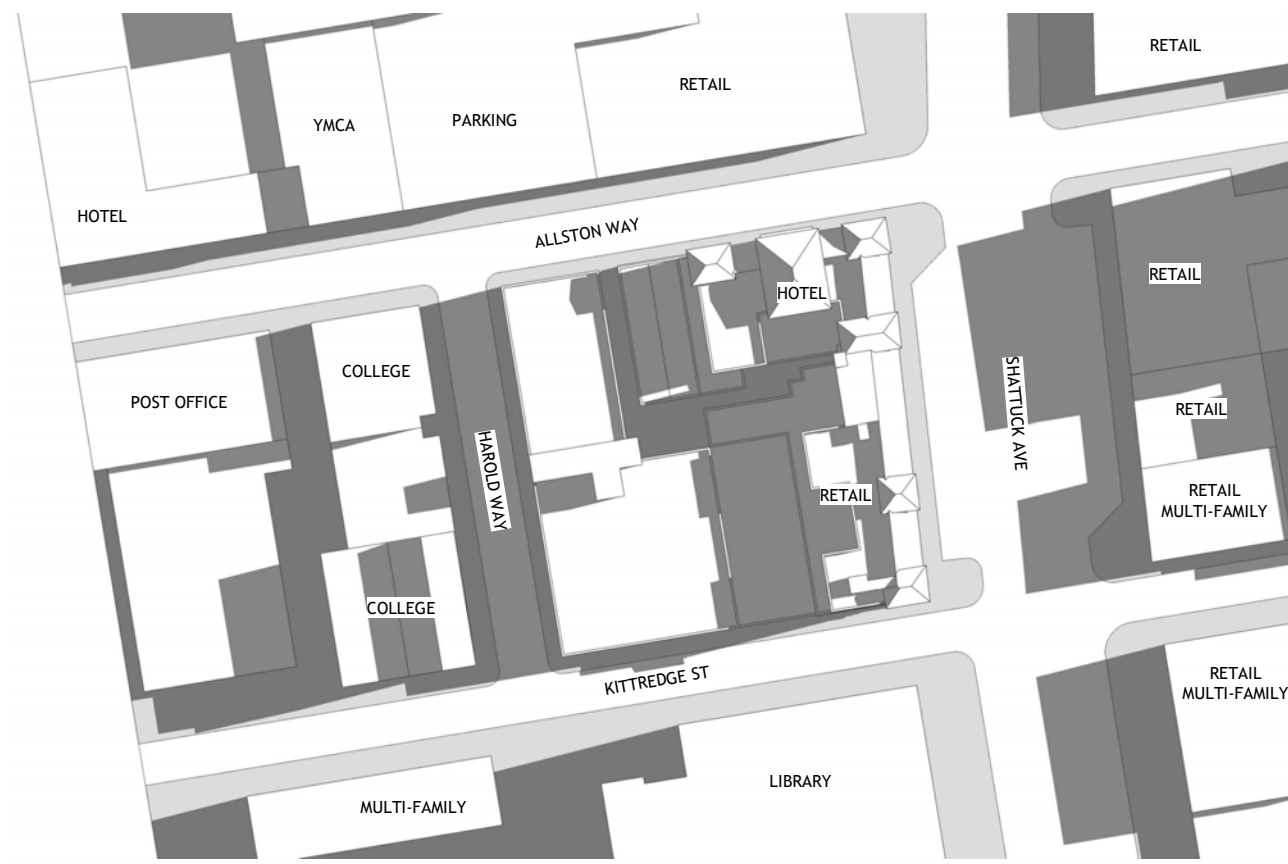 RETAIL
RETAIL
PARKING
YMCA
HOTEL
ALLSTON WAY
RETAIL
HOTEL
COLLEGE
POST OFFICE
SHATTUCK AVE
RETAIL
HAROLD WAY
RETAIL
RETAIL
MULTI-FAMILY
COLLEGE
KITTREDGE ST
RETAIL
MULTI-FAMILY
LIBRARY
MULTI-FAMILY